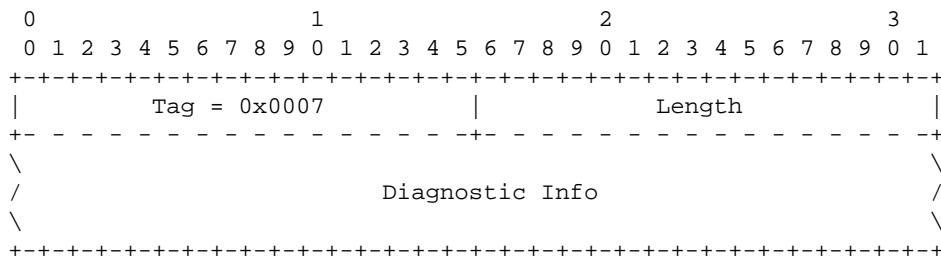 0                   1                   2                   3
 0 1 2 3 4 5 6 7 8 9 0 1 2 3 4 5 6 7 8 9 0 1 2 3 4 5 6 7 8 9 0 1
+-+-+-+-+-+-+-+-+-+-+-+-+-+-+-+-+-+-+-+-+-+-+-+-+-+-+-+-+-+-+-+-+
|         Tag = 0x0007          |            Length             |
+- - - - - - - - - - - - - - - -+- - - - - - - - - - - - - - - -+
\                                                               \
/                        Diagnostic Info                        /
\                                                               \
+-+-+-+-+-+-+-+-+-+-+-+-+-+-+-+-+-+-+-+-+-+-+-+-+-+-+-+-+-+-+-+-+